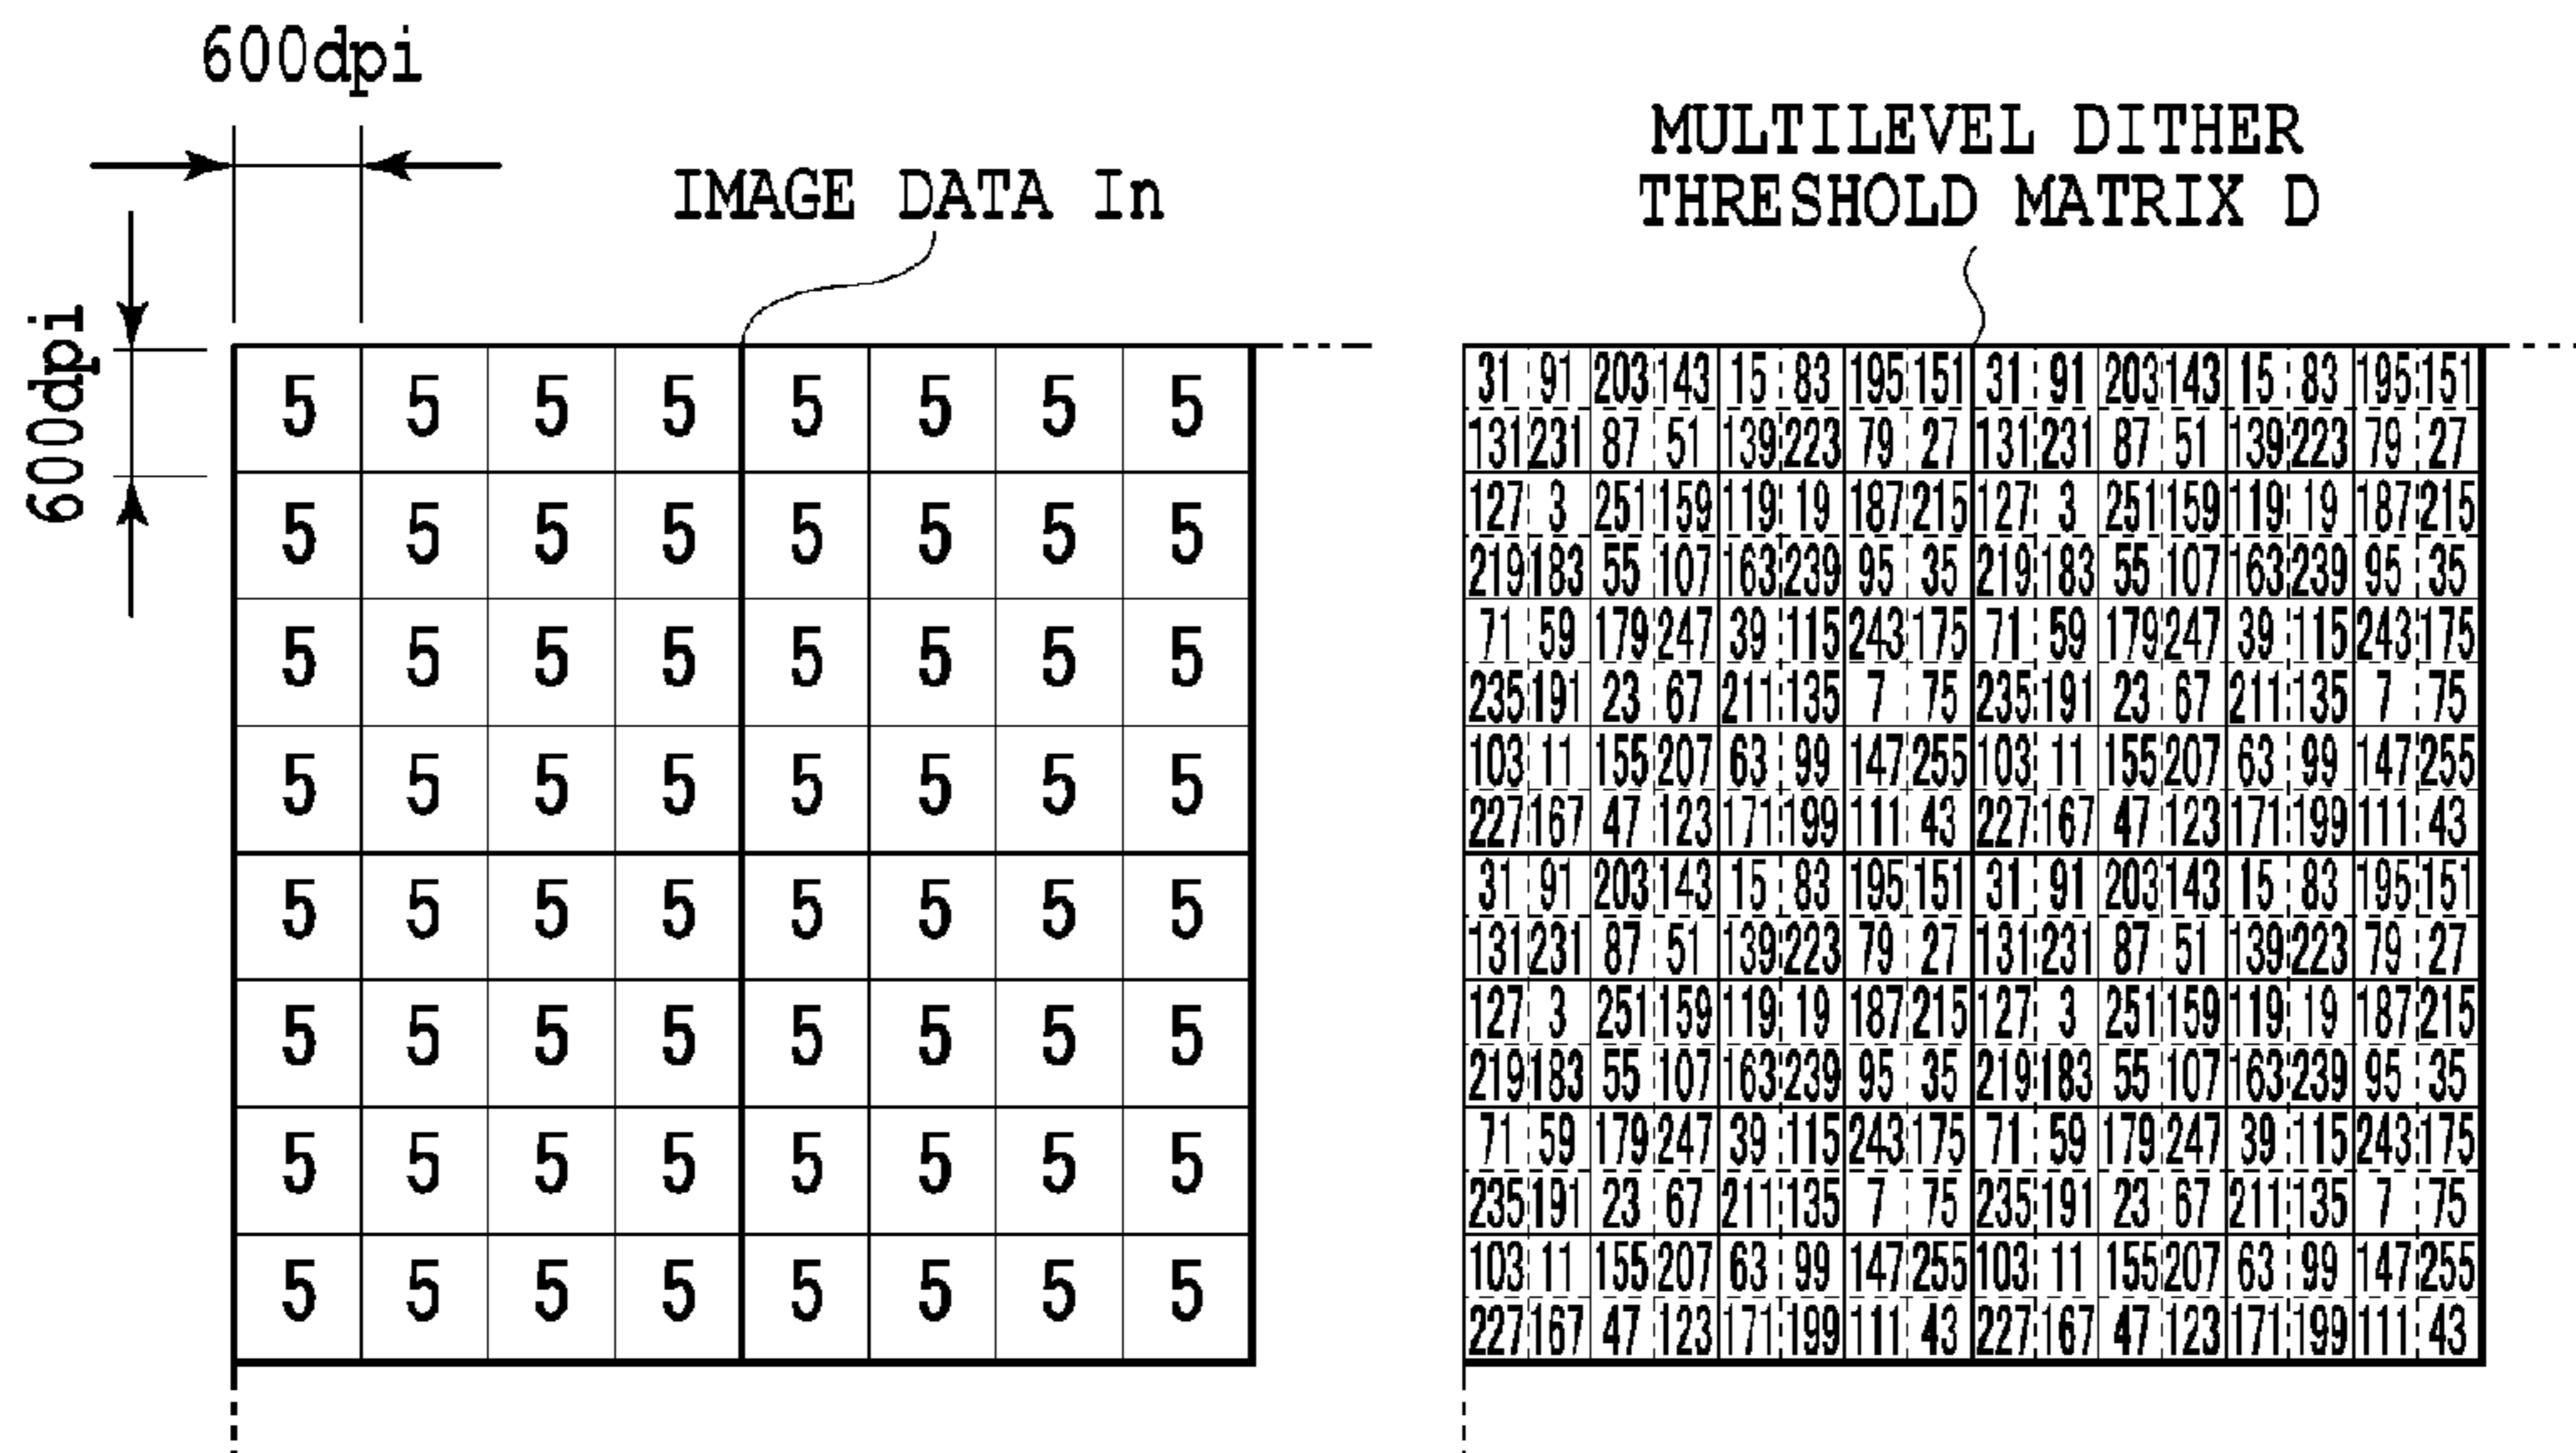 600dpi
600dpi
IMAGE DATA In
MULTILEVEL DITHER
THRESHOLD MATRIX D
5 5 5 5 5 5 5 5
5 5 5 5 5 5 5 5
5 5 5 5 5 5 5 5
5 5 5 5 5 5 5 5
5 5 5 5 5 5 5 5
5 5 5 5 5 5 5 5
5 5 5 5 5 5 5 5
5 5 5 5 5 5 5 5
31 91 203 143 15 83 195 151 31 91 203 143 15 83 195 151
131 231 87 51 139 223 79 27 131 231 87 51 139 223 79 27
127 3 251 159 119 19 187 215 127 3 251 159 119 19 187 215
219 183 55 107 163 239 95 35 219 183 55 107 163 239 95 35
71 59 179 247 39 115 243 175 71 59 179 247 39 115 243 175
235 191 23 67 211 135 7 75 235 191 23 67 211 135 7 75
103 11 155 207 63 99 147 255 103 11 155 207 63 99 147 255
227 167 47 123 171 199 111 43 227 167 47 123 171 199 111 43
31 91 203 143 15 83 195 151 31 91 203 143 15 83 195 151
131 231 87 51 139 223 79 27 131 231 87 51 139 223 79 27
127 3 251 159 119 19 187 215 127 3 251 159 119 19 187 215
219 183 55 107 163 239 95 35 219 183 55 107 163 239 95 35
71 59 179 247 39 115 243 175 71 59 179 247 39 115 243 175
235 191 23 67 211 135 7 75 235 191 23 67 211 135 7 75
103 11 155 207 63 99 147 255 103 11 155 207 63 99 147 255
227 167 47 123 171 199 111 43 227 167 47 123 171 199 111 43